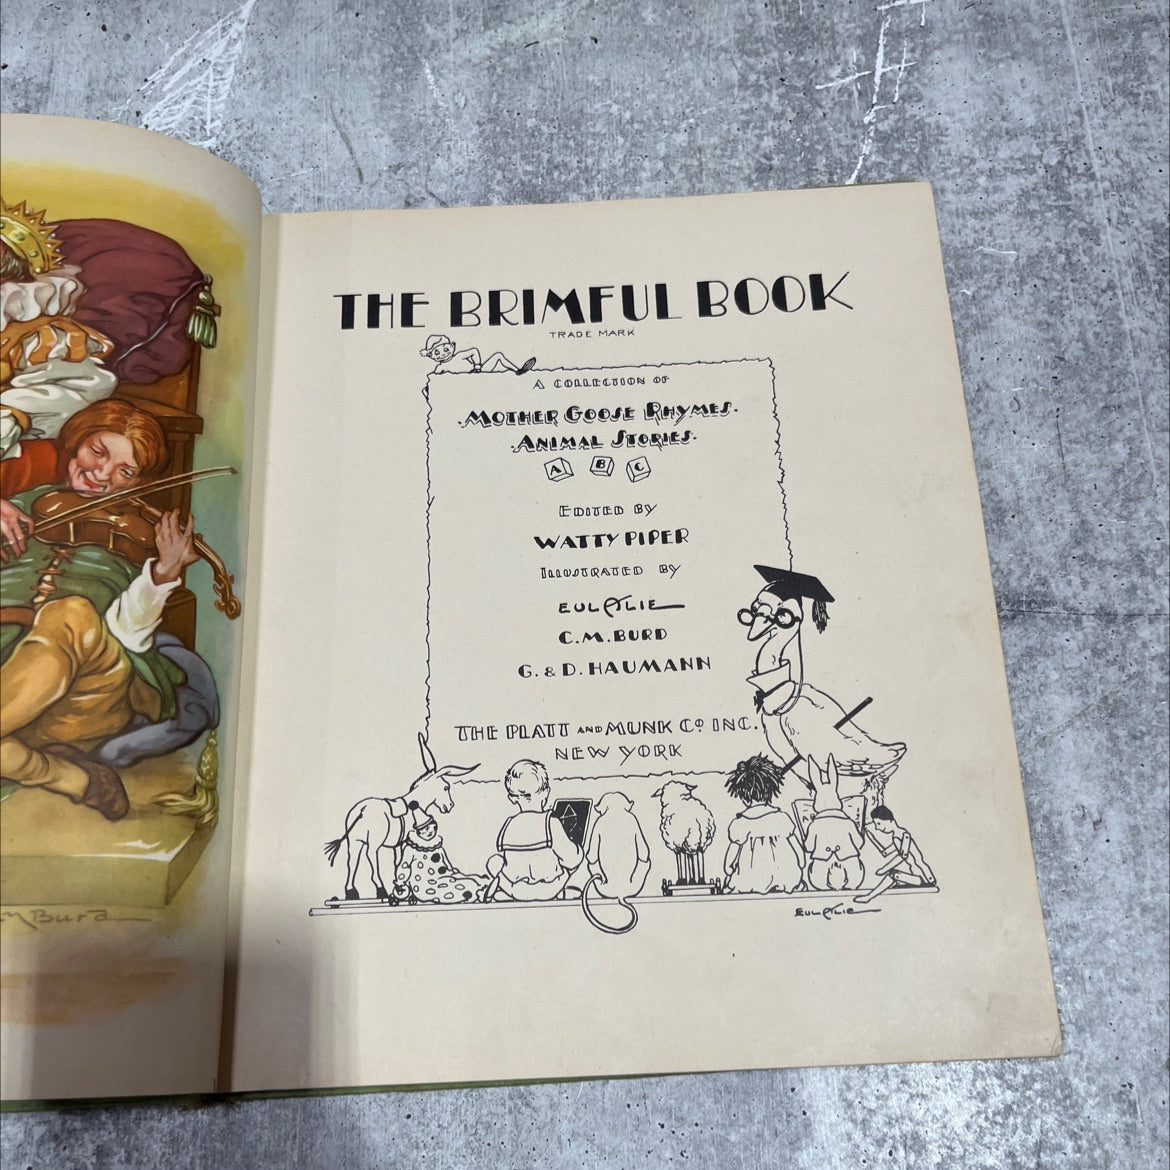 THE BRIMFUL BOOK
TRADE MARK
A COLLECTION OF
·MOTHER GOOSE RHYMES·
·ANIMAL STORIES·
A B C
EDITED BY
WATTY PIPER
ILLUSTRATED BY
EULALIE
C.M. BURD
G. & D. HAUMANN
THE PLATT AND MUNK Cº INC.
NEW YORK
A
EULALIE
M Burd